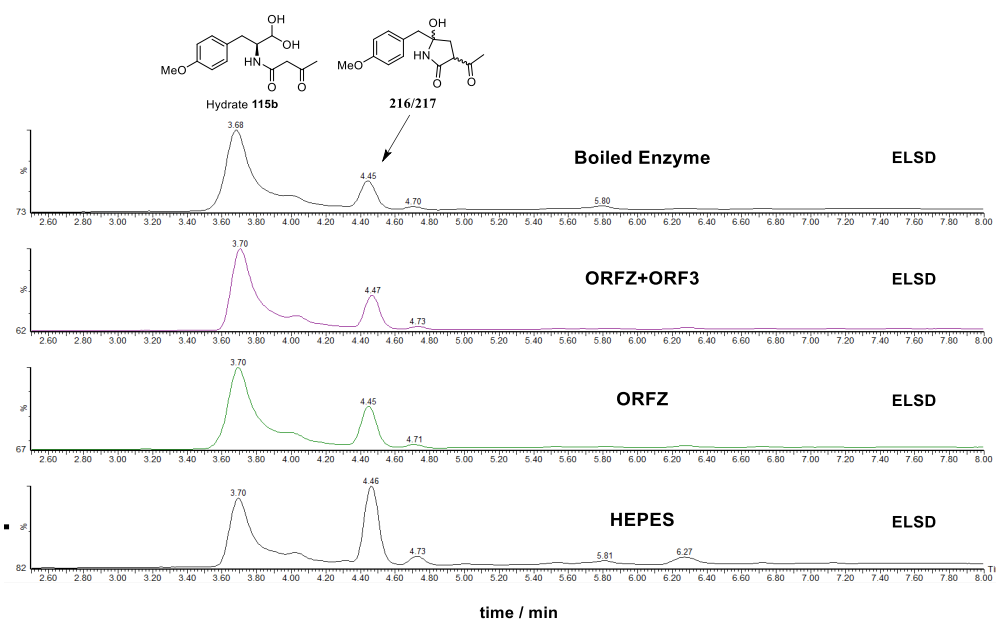 OH
OH
HN
MeO
O
O
Hydrate 115b
OH
HN
MeO
O
O
216/217
3.68
4.45
4.70
5.80
Boiled Enzyme
ELSD
%
73
2.60 2.80 3.00 3.20 3.40 3.60 3.80 4.00 4.20 4.40 4.60 4.80 5.00 5.20 5.40 5.60 5.80 6.00 6.20 6.40 6.60 6.80 7.00 7.20 7.40 7.60 7.80 8.00
3.70
4.47
4.73
ORFZ+ORF3
ELSD
%
62
2.60 2.80 3.00 3.20 3.40 3.60 3.80 4.00 4.20 4.40 4.60 4.80 5.00 5.20 5.40 5.60 5.80 6.00 6.20 6.40 6.60 6.80 7.00 7.20 7.40 7.60 7.80 8.00
3.70
4.45
4.71
ORFZ
ELSD
%
67
2.60 2.80 3.00 3.20 3.40 3.60 3.80 4.00 4.20 4.40 4.60 4.80 5.00 5.20 5.40 5.60 5.80 6.00 6.20 6.40 6.60 6.80 7.00 7.20 7.40 7.60 7.80 8.00
3.70
4.46
4.73
5.81
6.27
HEPES
ELSD
%
82
2.60 2.80 3.00 3.20 3.40 3.60 3.80 4.00 4.20 4.40 4.60 4.80 5.00 5.20 5.40 5.60 5.80 6.00 6.20 6.40 6.60 6.80 7.00 7.20 7.40 7.60 7.80 8.00
time / min